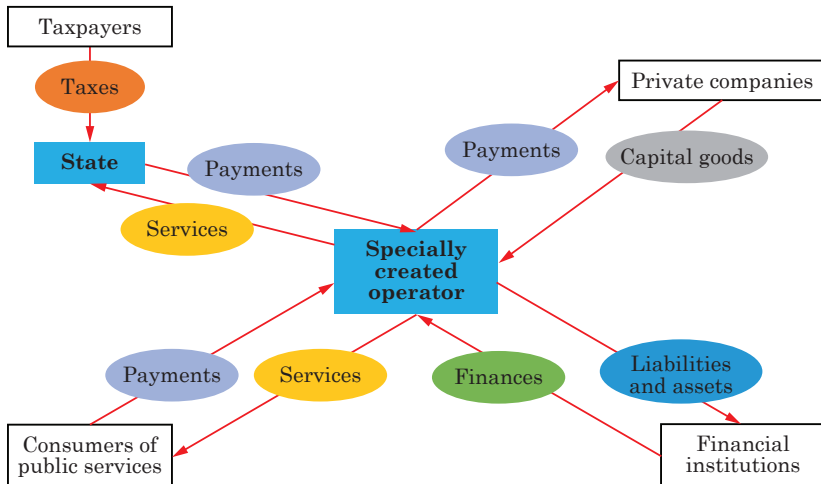 Taxpayers
Taxes
Private companies
State
Payments
Payments
Capital goods
Services
Specially
created
operator
Payments
Services
Finances
Liabilities
and assets
Consumers of
public services
Financial
institutions